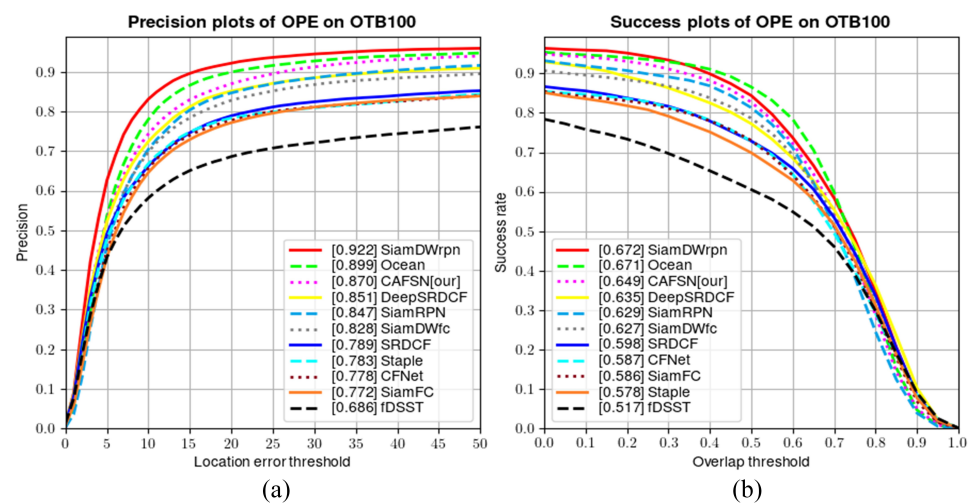 Precision plots of OPE on OTB100
Precision
0.9
0.8
0.7
0.6
0.5
0.4
0.3
0.2
0.1
0.0
0 5 10 15 20 25 30 35 40 45 50
Location error threshold
[0.922] SiamDWrpn
[0.899] Ocean
[0.870] CAFSN[our]
[0.851] DeepSRDCF
[0.847] SiamRPN
[0.828] SiamDWfc
[0.789] SRDCF
[0.783] Staple
[0.778] CFNet
[0.772] SiamFC
[0.686] fDSST
(a)
Success plots of OPE on OTB100
Success rate
0.9
0.8
0.7
0.6
0.5
0.4
0.3
0.2
0.1
0.0
0.0 0.1 0.2 0.3 0.4 0.5 0.6 0.7 0.8 0.9 1.0
Overlap threshold
[0.672] SiamDWrpn
[0.671] Ocean
[0.649] CAFSN[our]
[0.635] DeepSRDCF
[0.629] SiamRPN
[0.627] SiamDWfc
[0.598] SRDCF
[0.587] CFNet
[0.586] SiamFC
[0.578] Staple
[0.517] fDSST
(b)